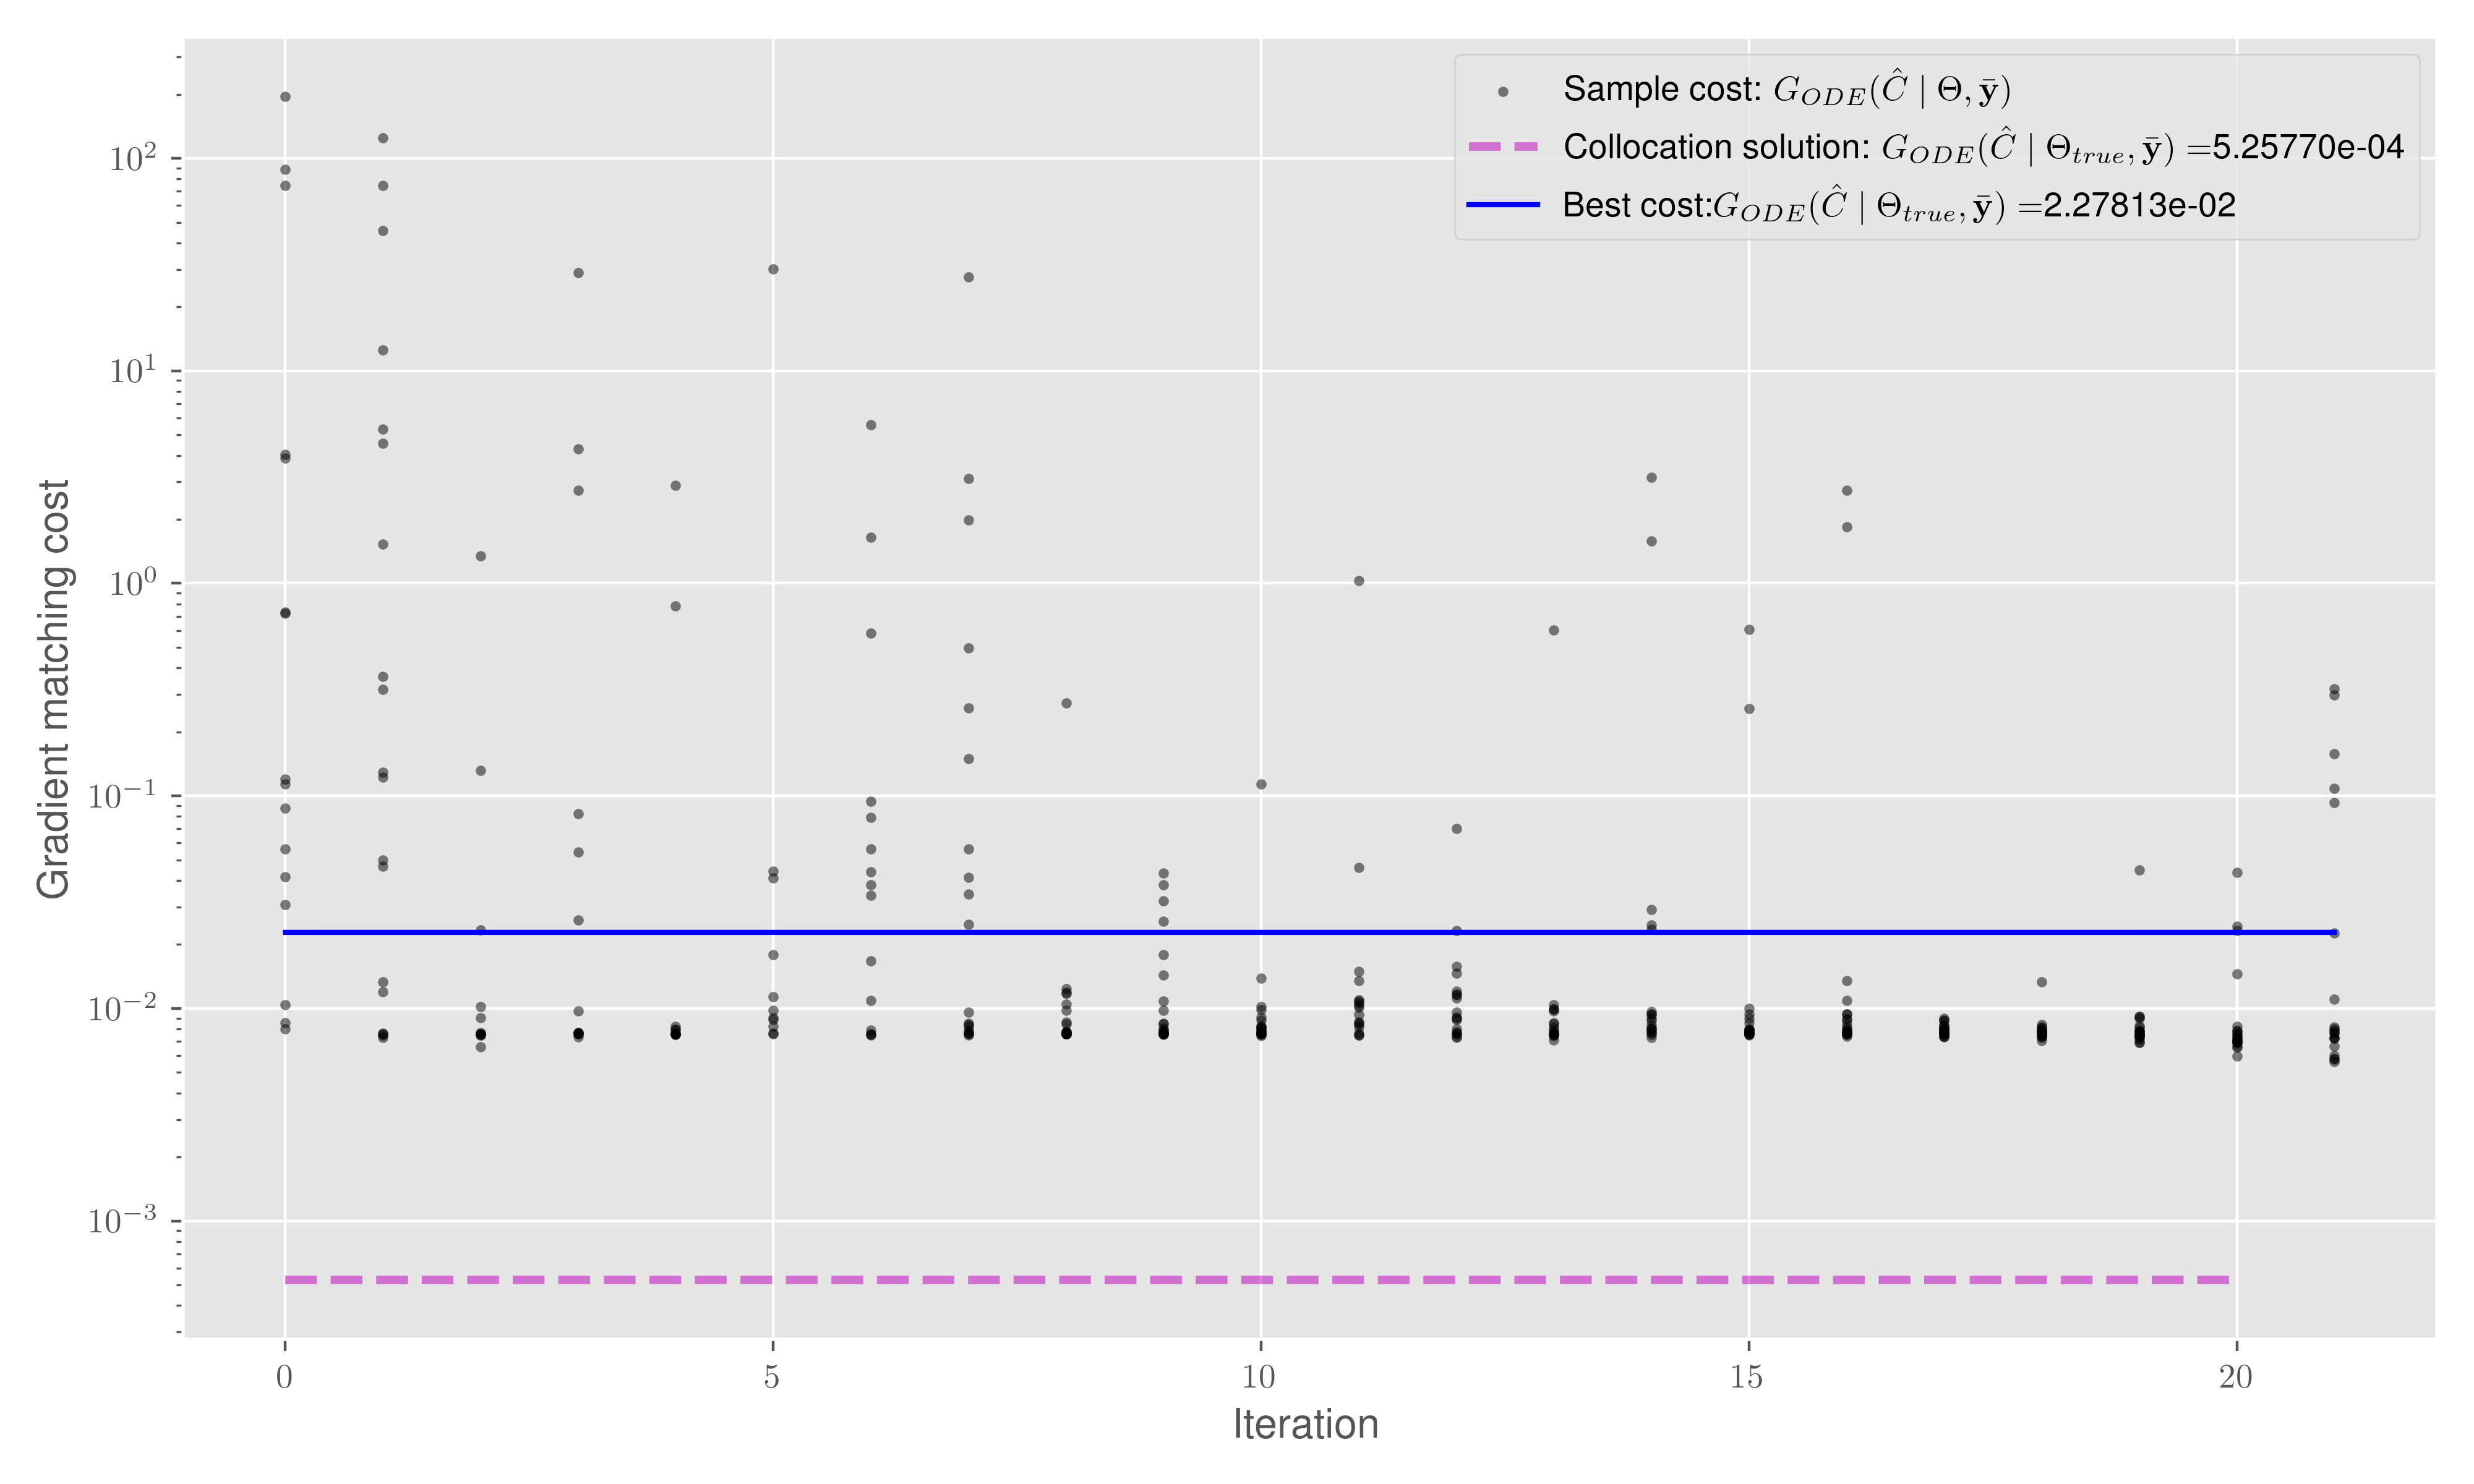 Sample cost: G_{ODE}(Ĉ | Θ, ȳ)
Collocation solution: G_{ODE}(Ĉ | Θ_{true}, ȳ) =5.25770e-04
Best cost:G_{ODE}(Ĉ | Θ_{true}, ȳ) =2.27813e-02
Gradient matching cost
10^2
10^1
10^0
10^{−1}
10^{−2}
10^{−3}
0 5 10 15 20
Iteration